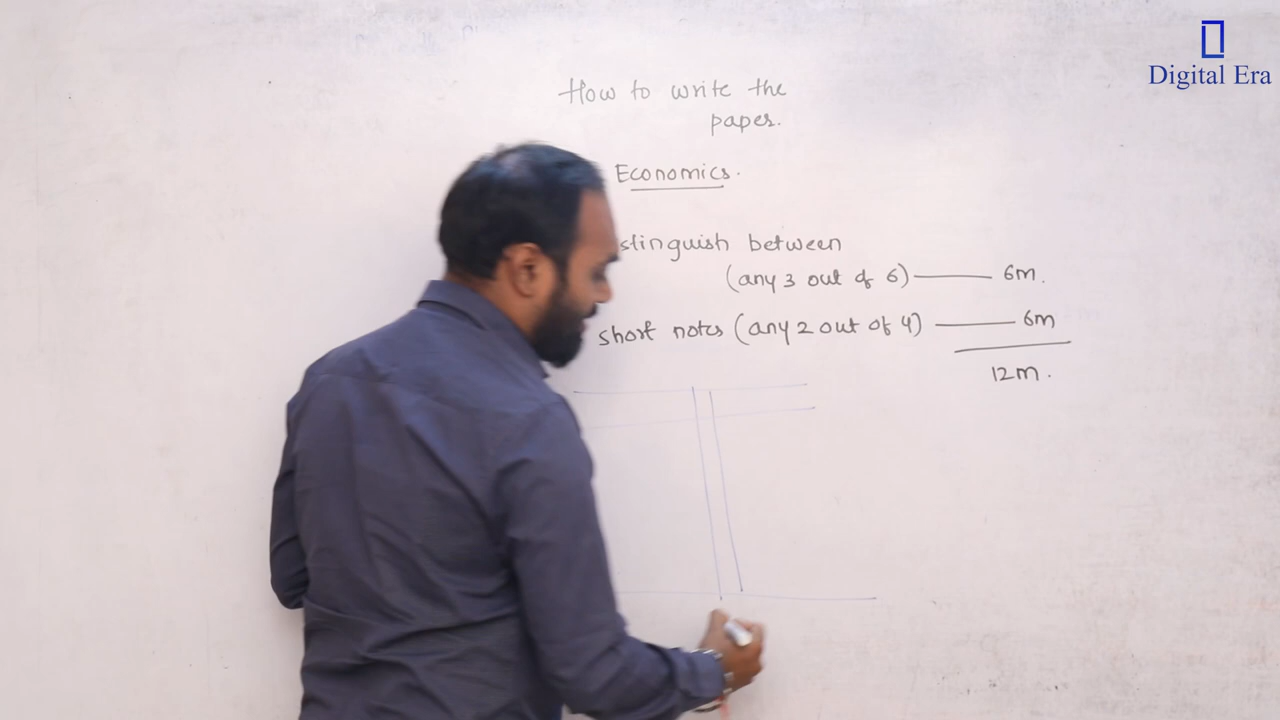 Digital Era
How to write the
paper.
Economics.
stinguish between
(any 3 out of 6) 6m.
short notes (any 2 out of 4) 6m
12m.